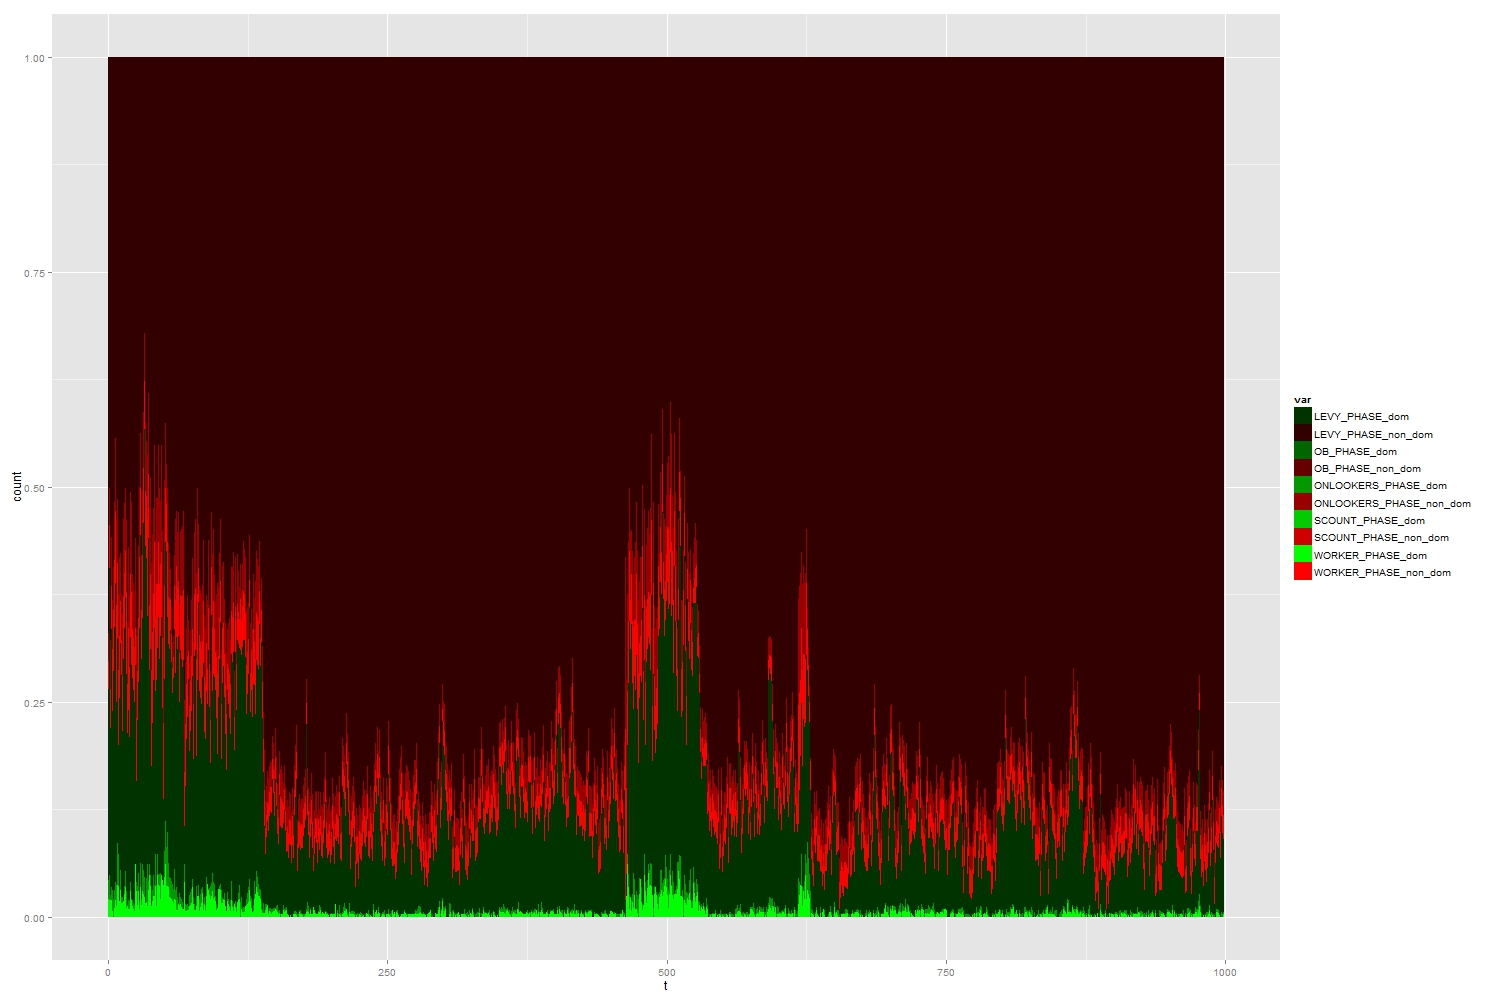 1.00
0.75
0.50
0.25
0.00
count
0
250
500
750
1000
t
var
LEVY_PHASE_dom
LEVY_PHASE_non_dom
OB_PHASE_dom
OB_PHASE_non_dom
ONLOOKERS_PHASE_dom
ONLOOKERS_PHASE_non_dom
SCOUNT_PHASE_dom
SCOUNT_PHASE_non_dom
WORKER_PHASE_dom
WORKER_PHASE_non_dom